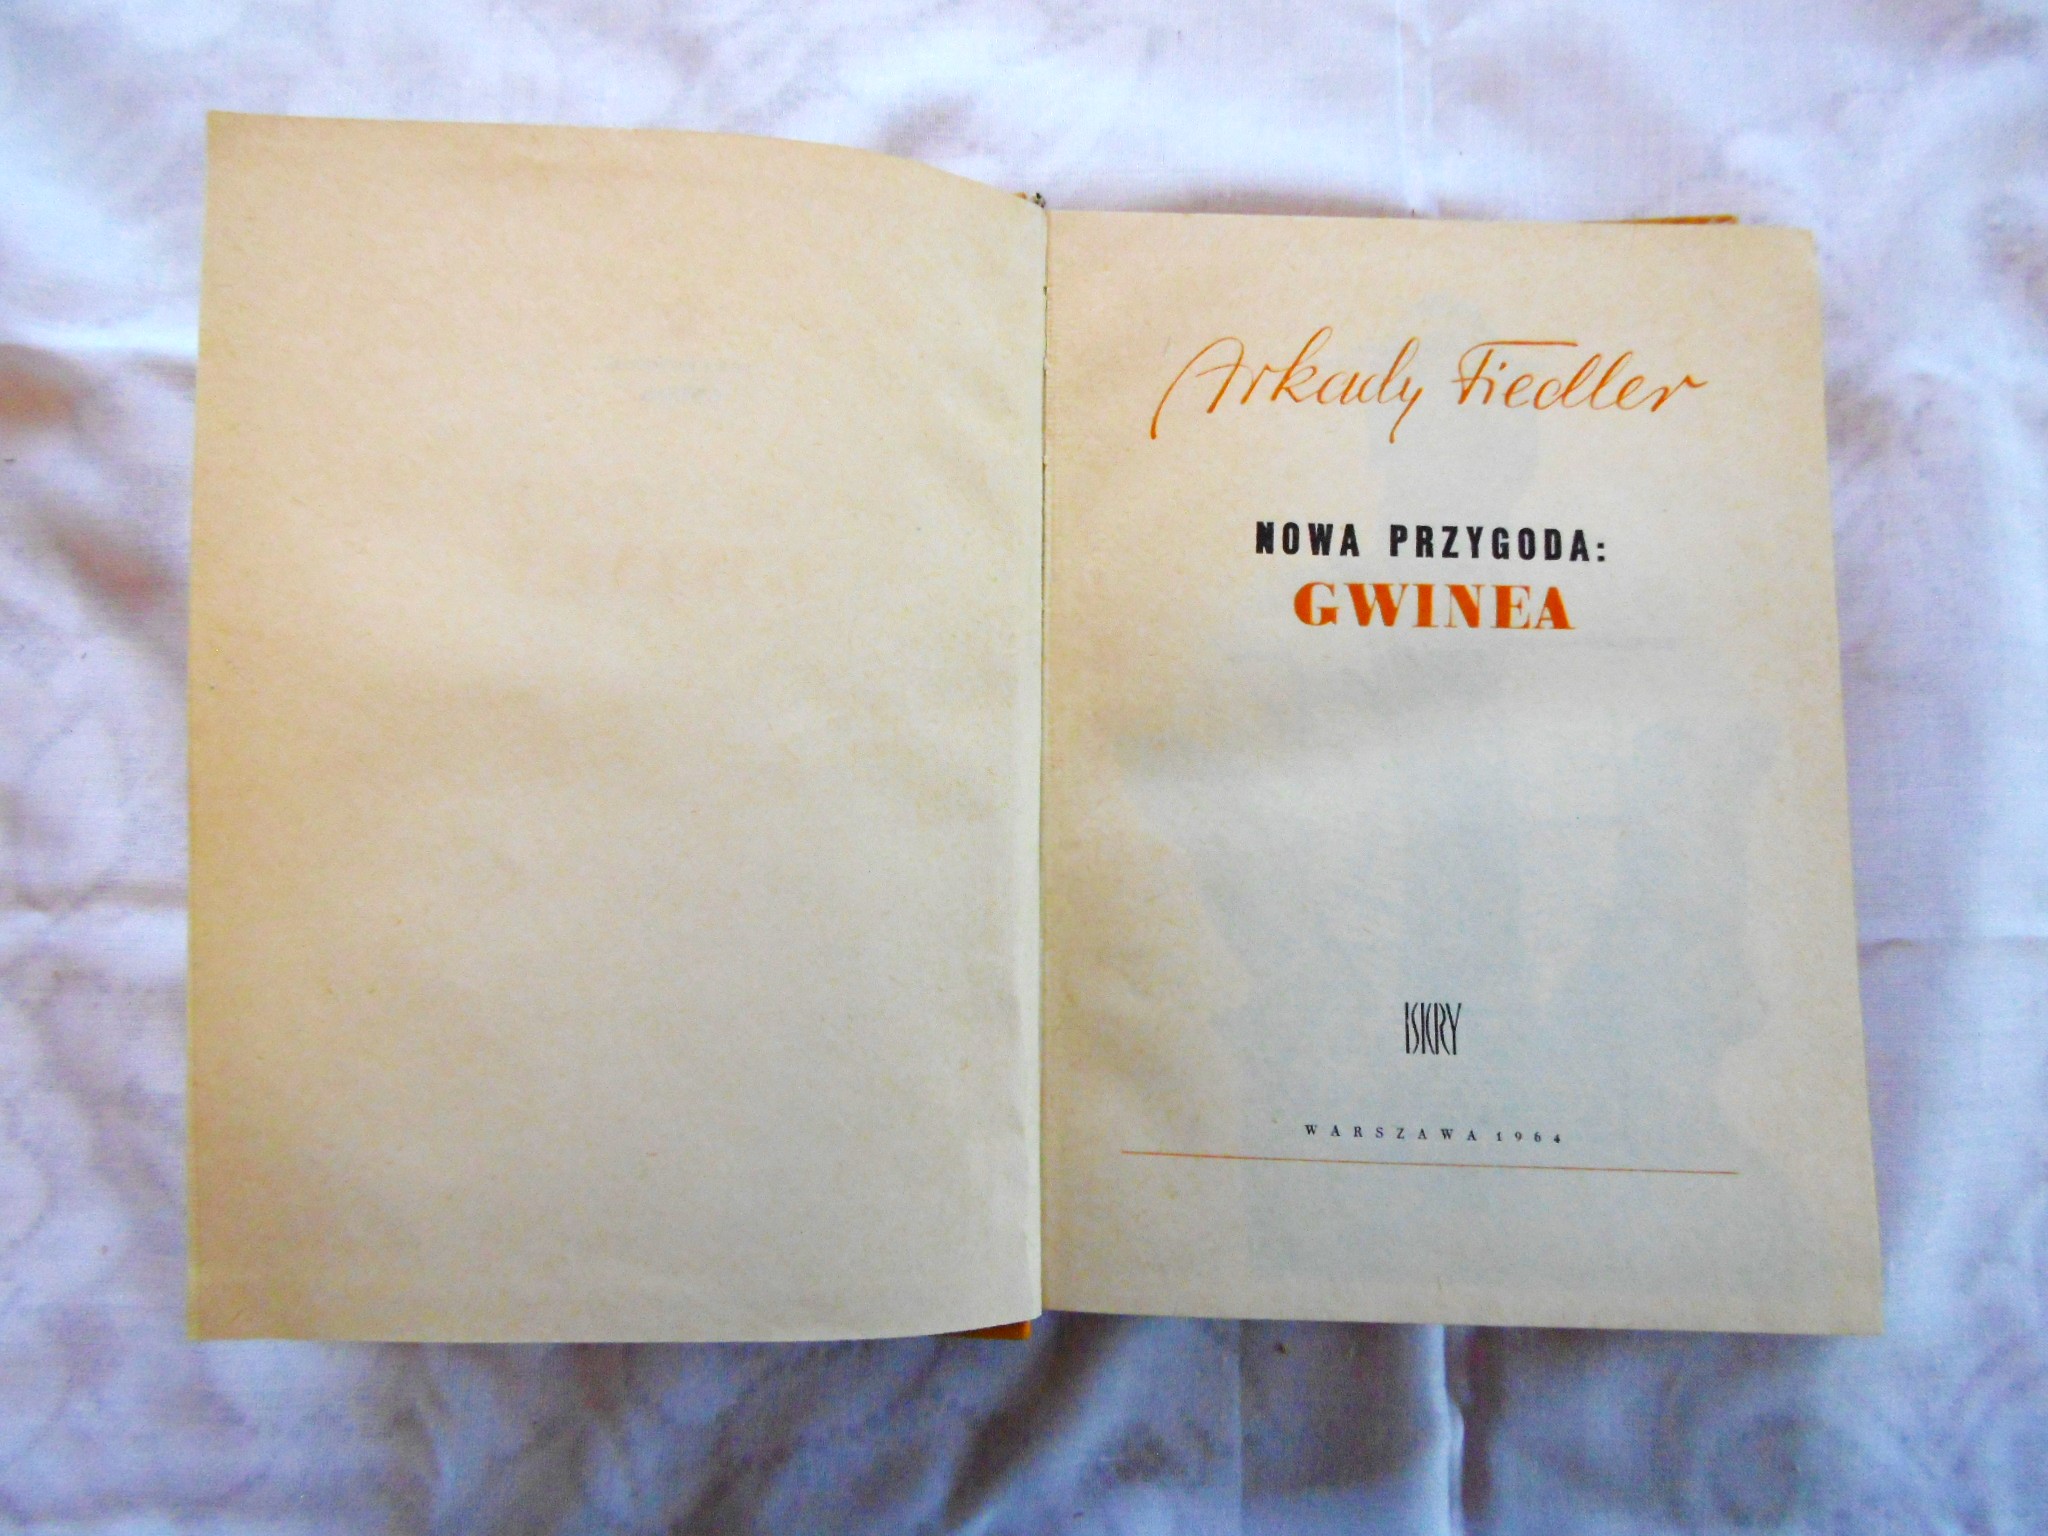 Arkady Fiedler
NOWA PRZYGODA:
GWINEA
ISKRY
WARSZAWA 1964